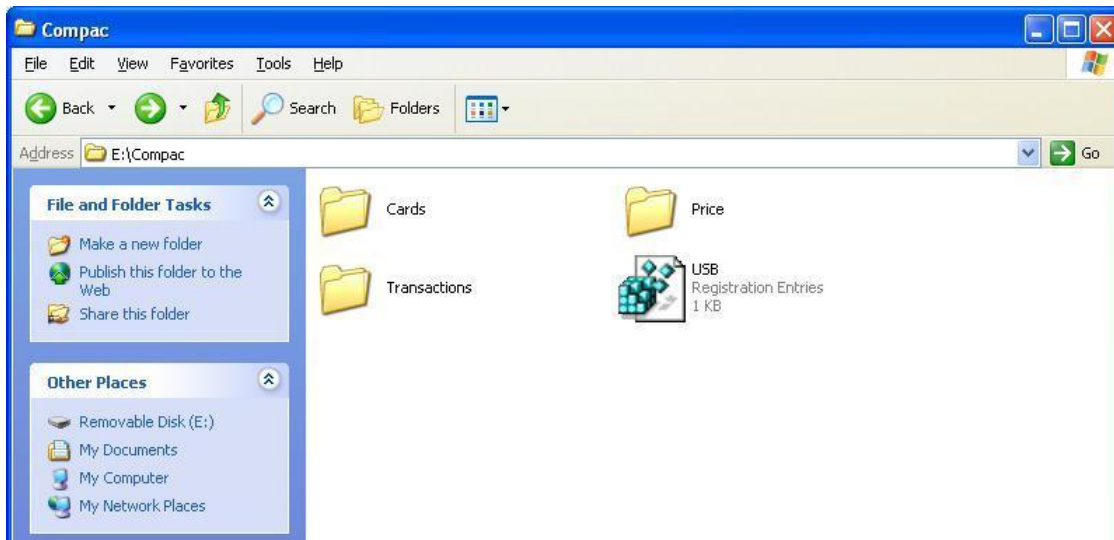 Compac
File Edit View Favorites Tools Help
Back Search Folders
Address E:\Compac Go
File and Folder Tasks
Make a new folder
Publish this folder to the
Web
Share this folder
Other Places
Removable Disk (E:)
My Documents
My Computer
My Network Places
Cards
Price
Transactions
USB
Registration Entries
1 KB